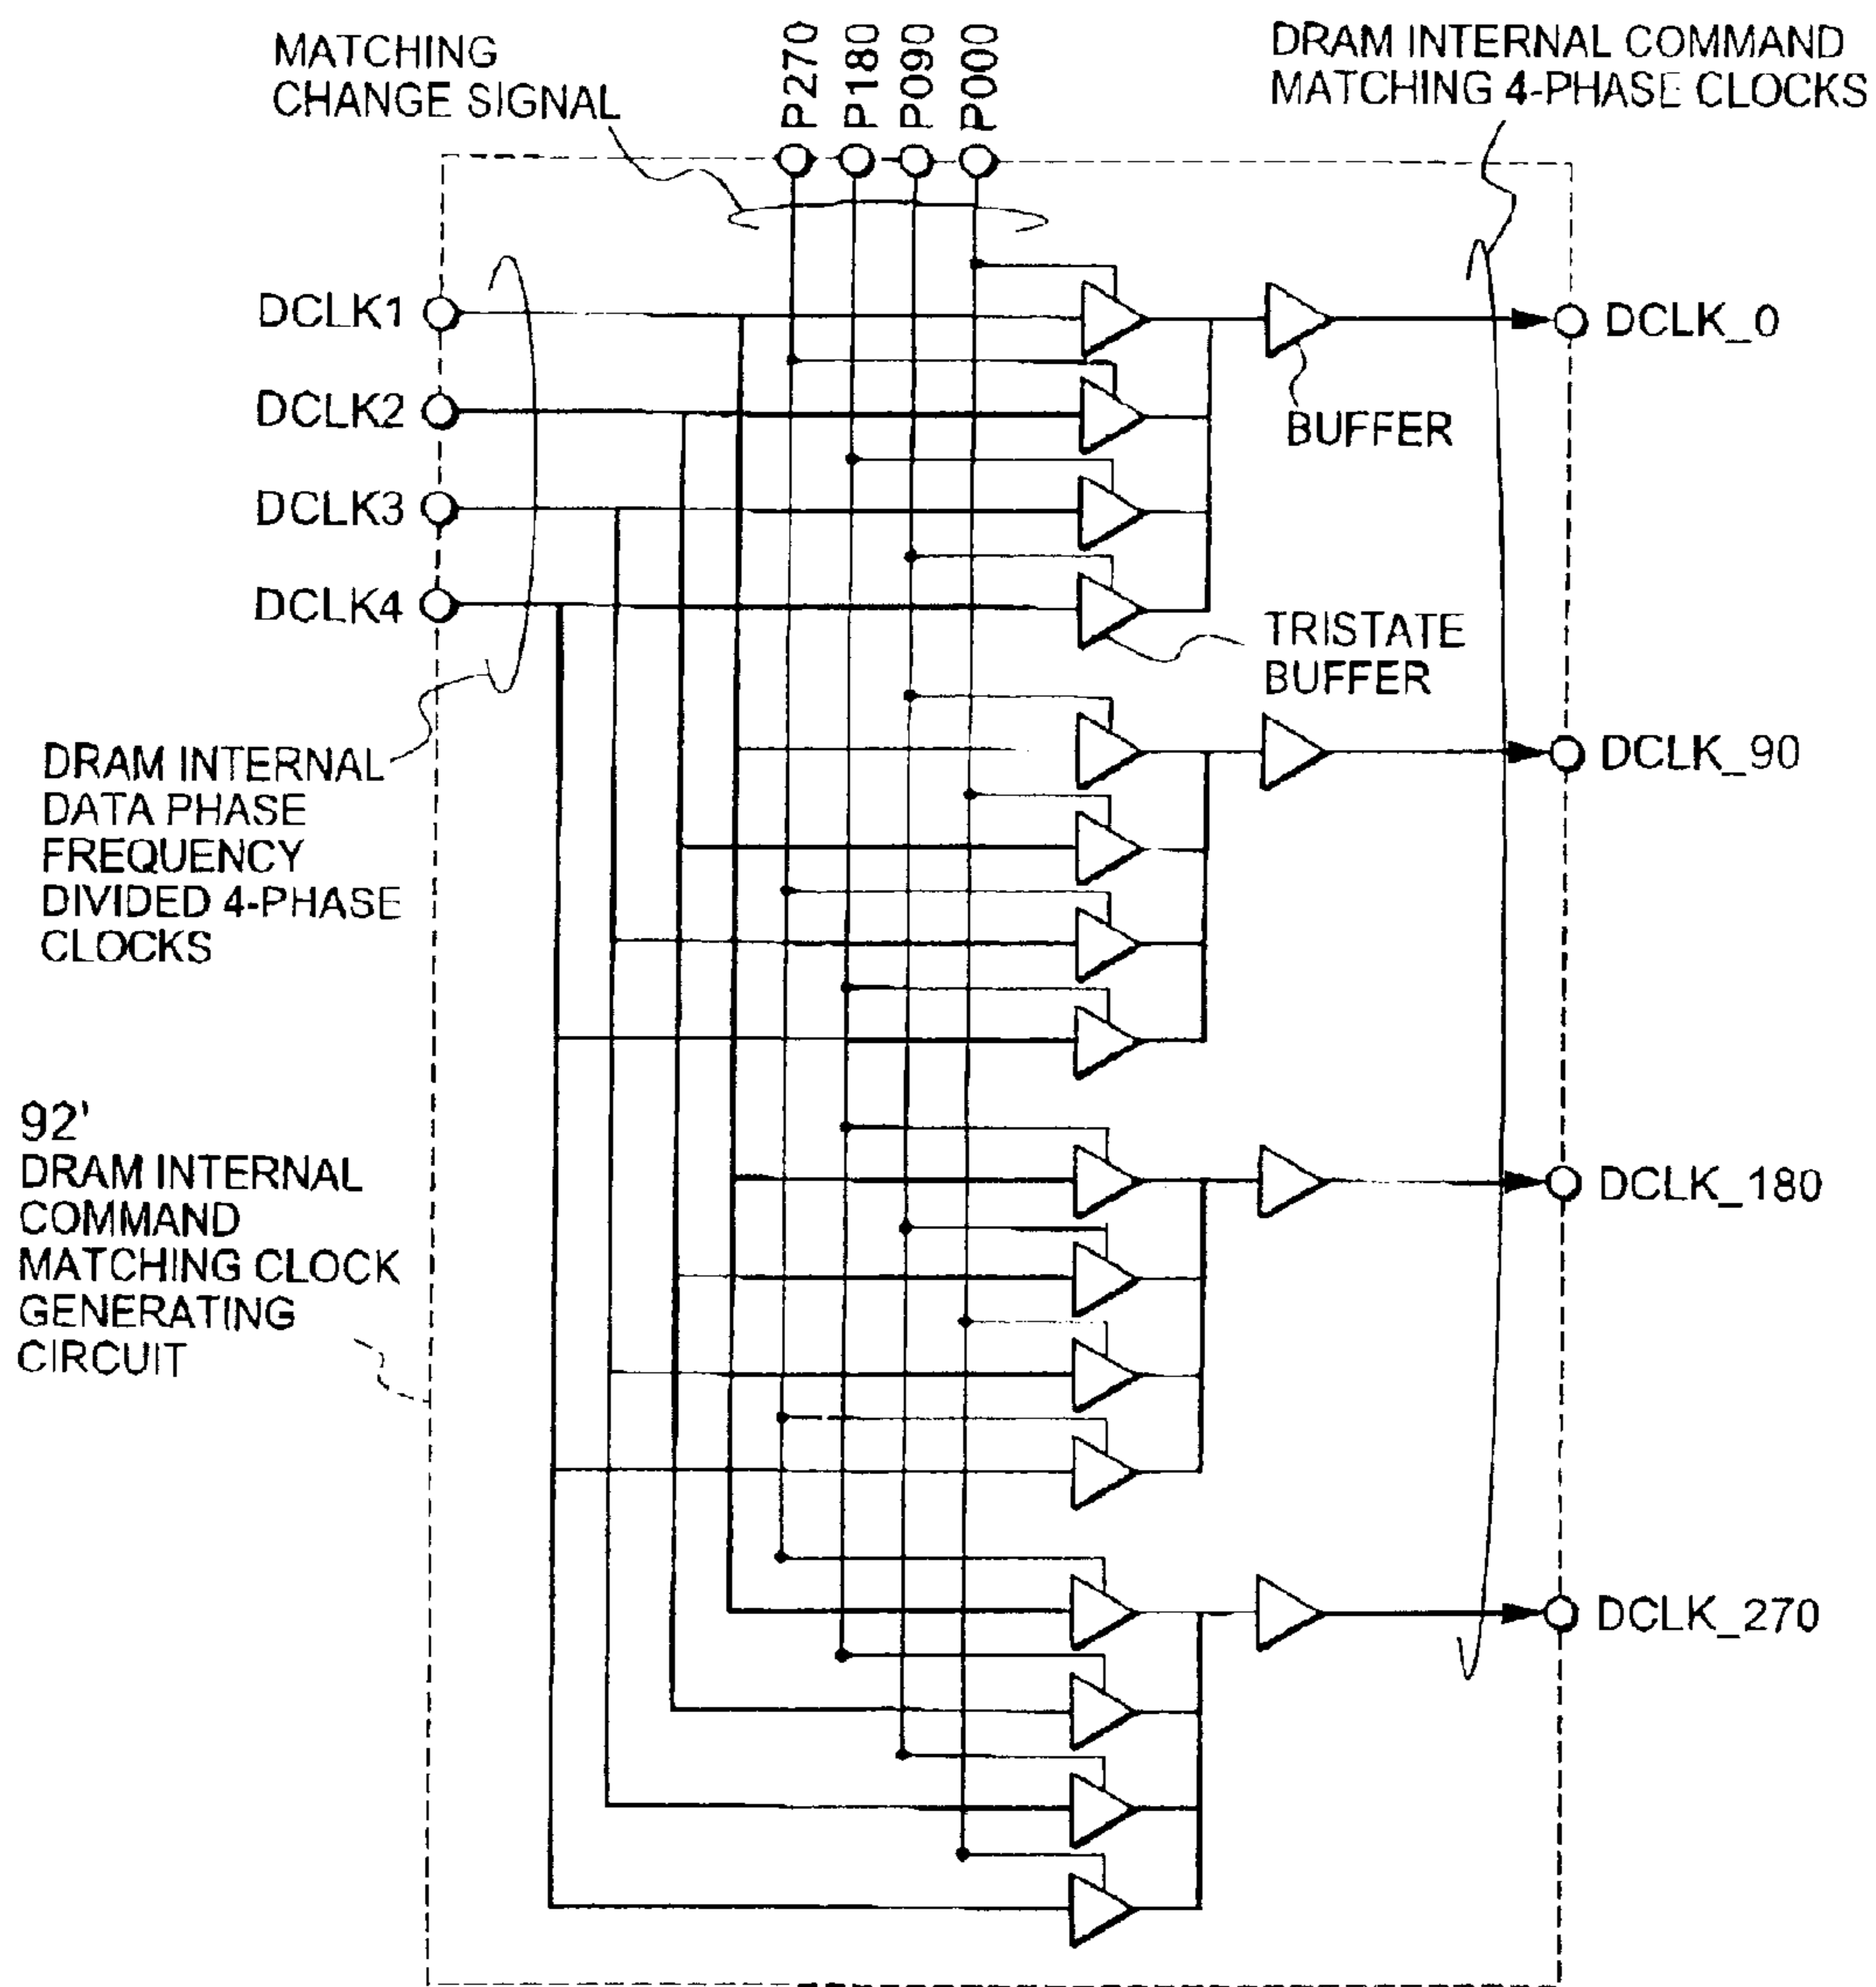 MATCHING
CHANGE SIGNAL
P270
P180
P090
P000
DRAM INTERNAL COMMAND
MATCHING 4-PHASE CLOCKS
DCLK1
DCLK2
DCLK3
DCLK4
DCLK_0
BUFFER
TRISTATE
BUFFER
DCLK_90
DRAM INTERNAL
DATA PHASE
FREQUENCY
DIVIDED 4-PHASE
CLOCKS
92'
DRAM INTERNAL
COMMAND
MATCHING CLOCK
GENERATING
CIRCUIT
DCLK_180
DCLK_270